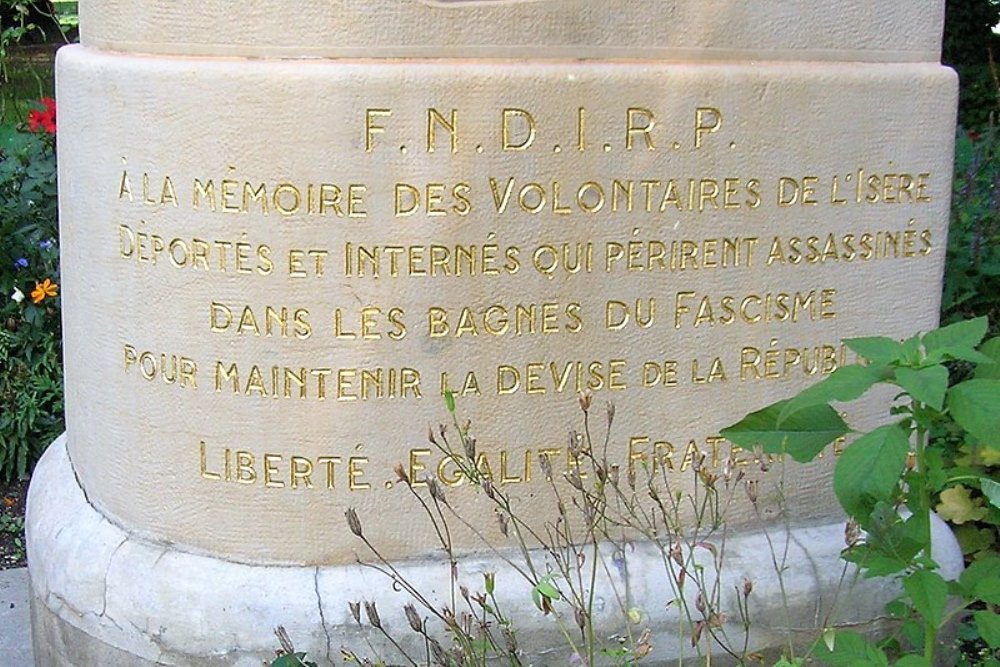 F.N.D.I.R.P.
À LA MÉMOIRE DES VOLONTAIRES DE L'ISÈRE
DÉPORTÉS ET INTERNÉS QUI PÉRIRENT ASSASSINÉS
DANS LES BAGNES DU FASCISME
POUR MAINTENIR LA DEVISE DE LA
LIBERTÉ . EGALITÉ